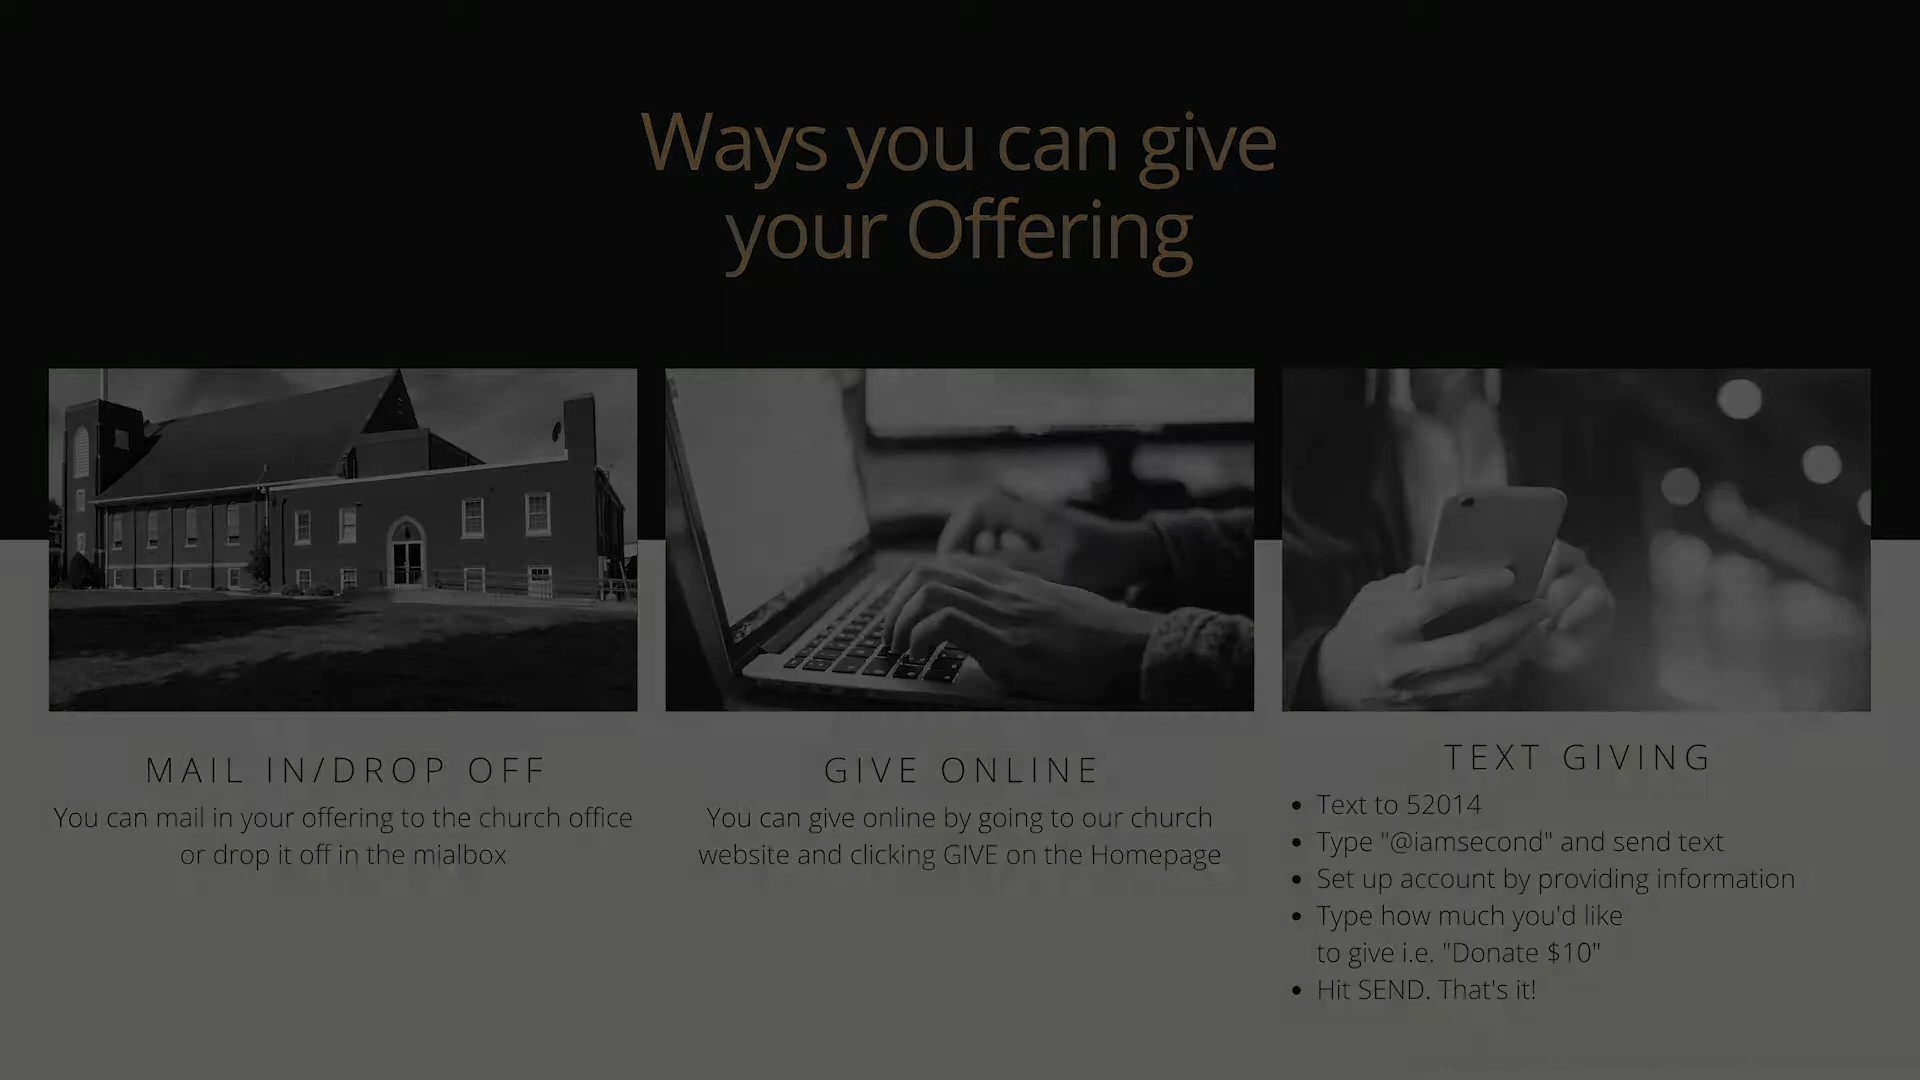 Ways you can give
your Offering
MAIL IN/DROP OFF
You can mail in your offering to the church office
or drop it off in the mialbox
GIVE ONLINE
You can give online by going to our church
website and clicking GIVE on the Homepage
TEXT GIVING
• Text to 52014
• Type "@iamsecond" and send text
• Set up account by providing information
• Type how much you'd like
to give i.e. "Donate $10"
• Hit SEND. That's it!